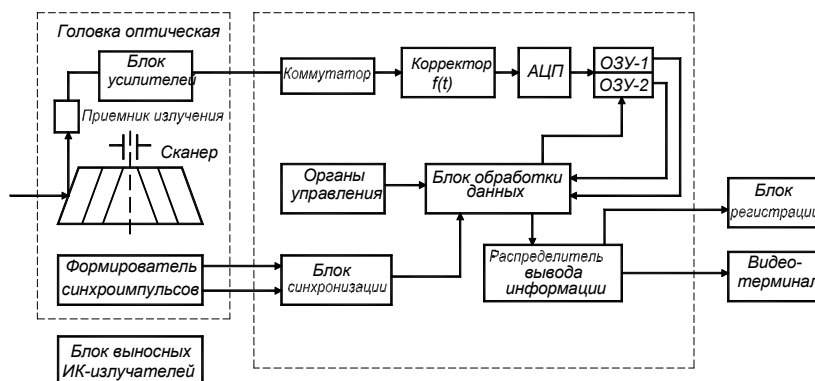 Головка оптическая
Блок
усилителей
Приемник излучения
Сканер
Формирователь
синхроимпульсов
Блок выносных
ИК-излучателей
Коммутатор
Корректор
f(t)
АЦП
ОЗУ-1
ОЗУ-2
Органы
управления
Блок обработки
данных
Блок
синхронизации
Распределитель
вывода
информации
Блок
регистрации
Видео-
терминал